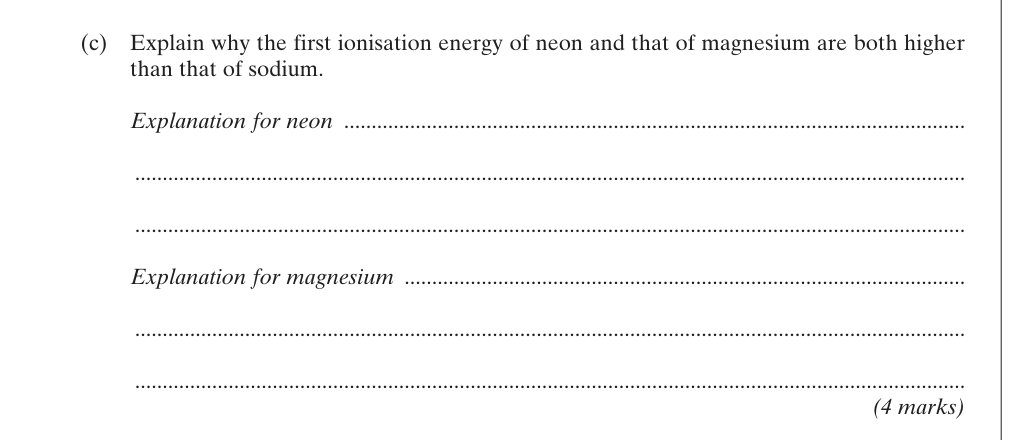 (c) Explain why the first ionisation energy of neon and that of magnesium are both higher
than that of sodium.
Explanation for neon ..................................................................................................................
..........................................................................................................................................................
..........................................................................................................................................................
Explanation for magnesium .......................................................................................................
..........................................................................................................................................................
..........................................................................................................................................................
(4 marks)